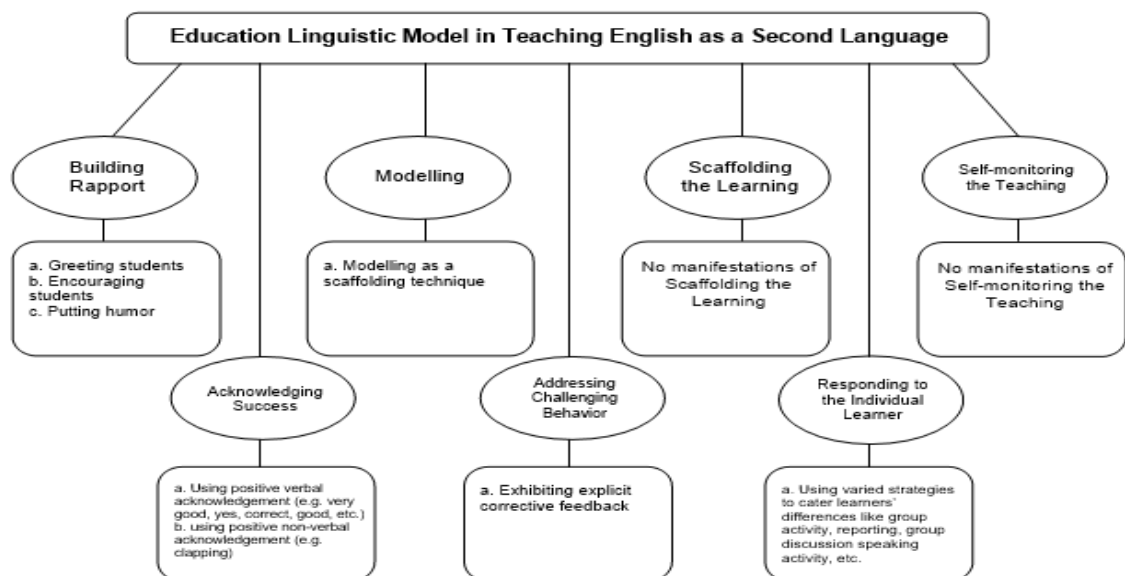 Education Linguistic Model in Teaching English as a Second Language
Building
Rapport
Modelling
Scaffolding
the Learning
Self-monitoring
the Teaching
a. Greeting students
b. Encouraging
students
c. Putting humor
a. Modelling as a
scaffolding technique
No manifestations of
Scaffolding the
Learning
No manifestations of
Self-monitoring the
Teaching
Acknowledging
Success
Addressing
Challenging
Behavior
Responding to
the Individual
Learner
a. Using positive verbal
acknowledgement (e.g. very
good, yes, correct, good, etc.)
b. using positive non-verbal
acknowledgement (e.g.
clapping)
a. Exhibiting explicit
corrective feedback
a. Using varied strategies
to cater learners'
differences like group
activity, reporting, group
discussion speaking
activity, etc.